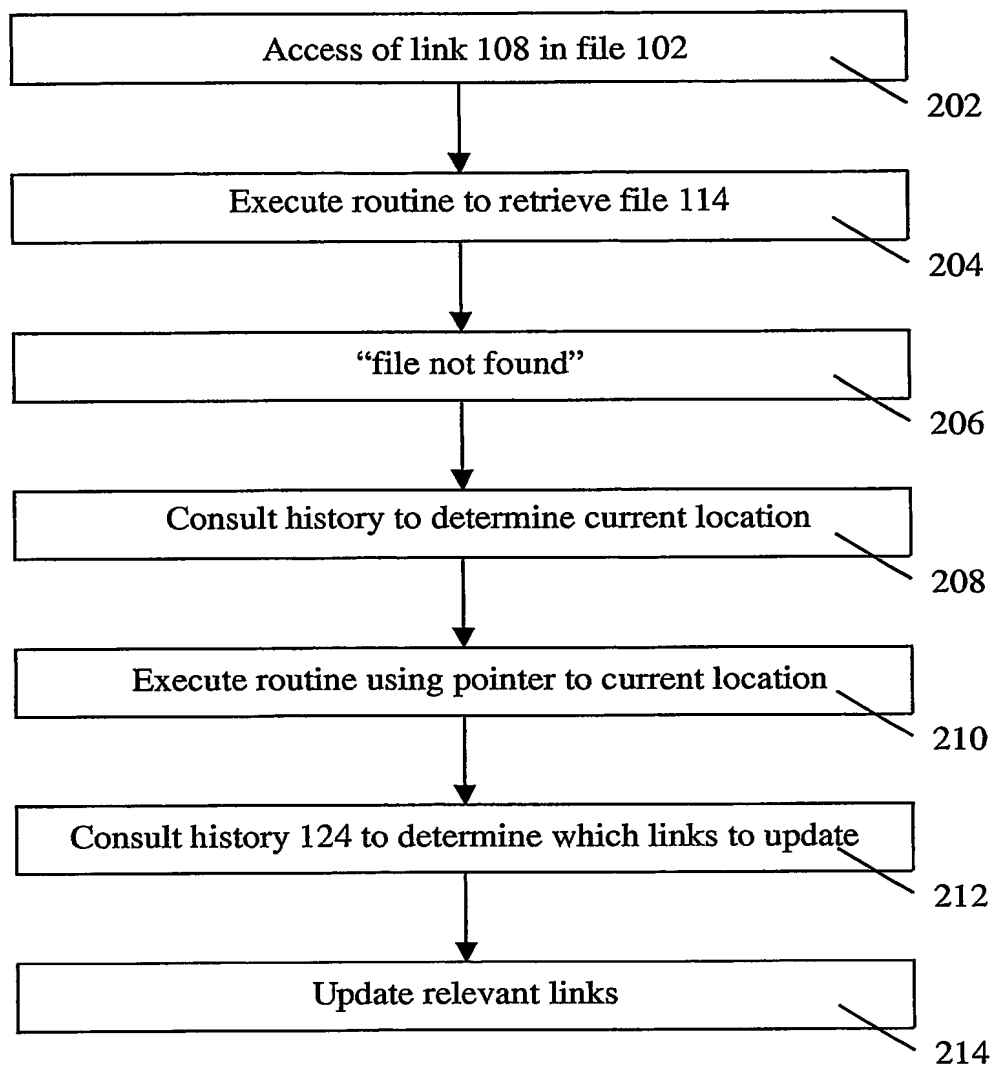 Access of link 108 in file 102
202
Execute routine to retrieve file 114
204
“file not found”
206
Consult history to determine current location
208
Execute routine using pointer to current location
210
Consult history 124 to determine which links to update
212
Update relevant links
214